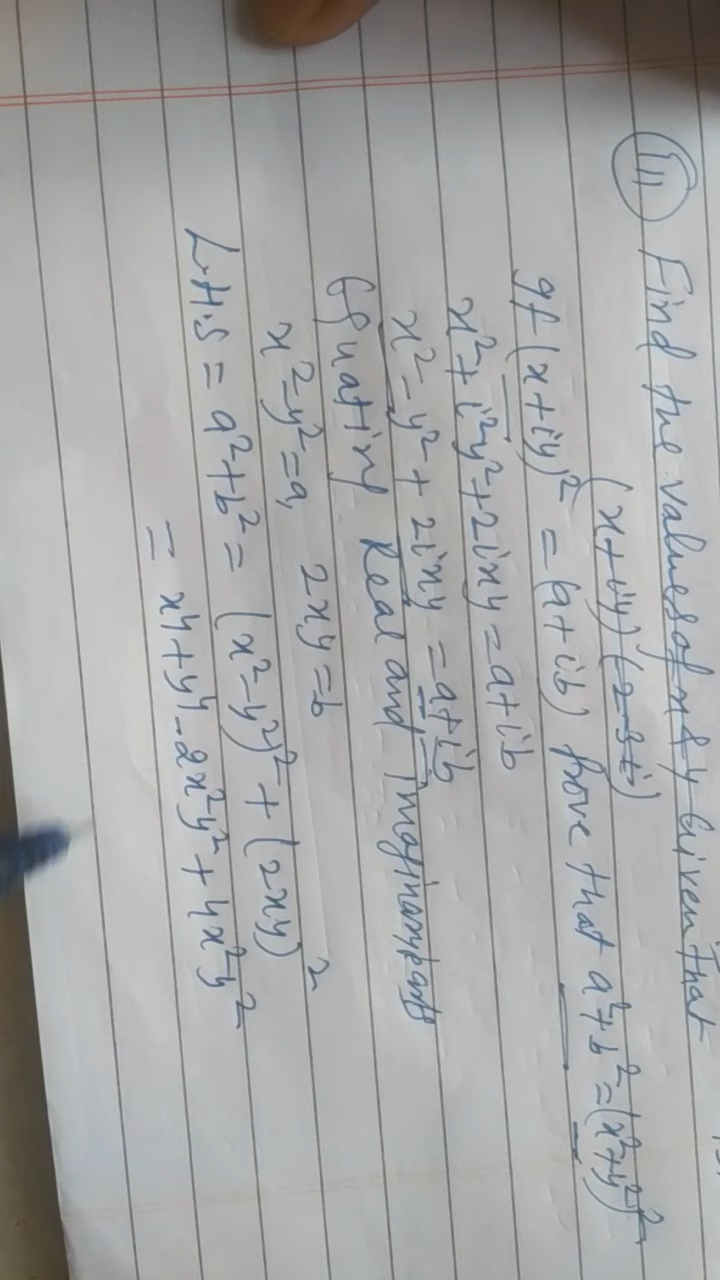 (iii) Find the values of x & y Given that
(x+iy) (2-3i)
If (x+iy)² = (a+ib) Prove that a²+b² = (x²+y²)²
x² + i²y² + 2ixy = a+ib
x² - y² + 2ixy = a+ib
Equating Real and Imaginary parts
x² - y² = a, 2xy = b
L.H.S = a² + b² = (x² - y²)² + (2xy)²
= x⁴ + y⁴ - 2x²y² + 4x²y²